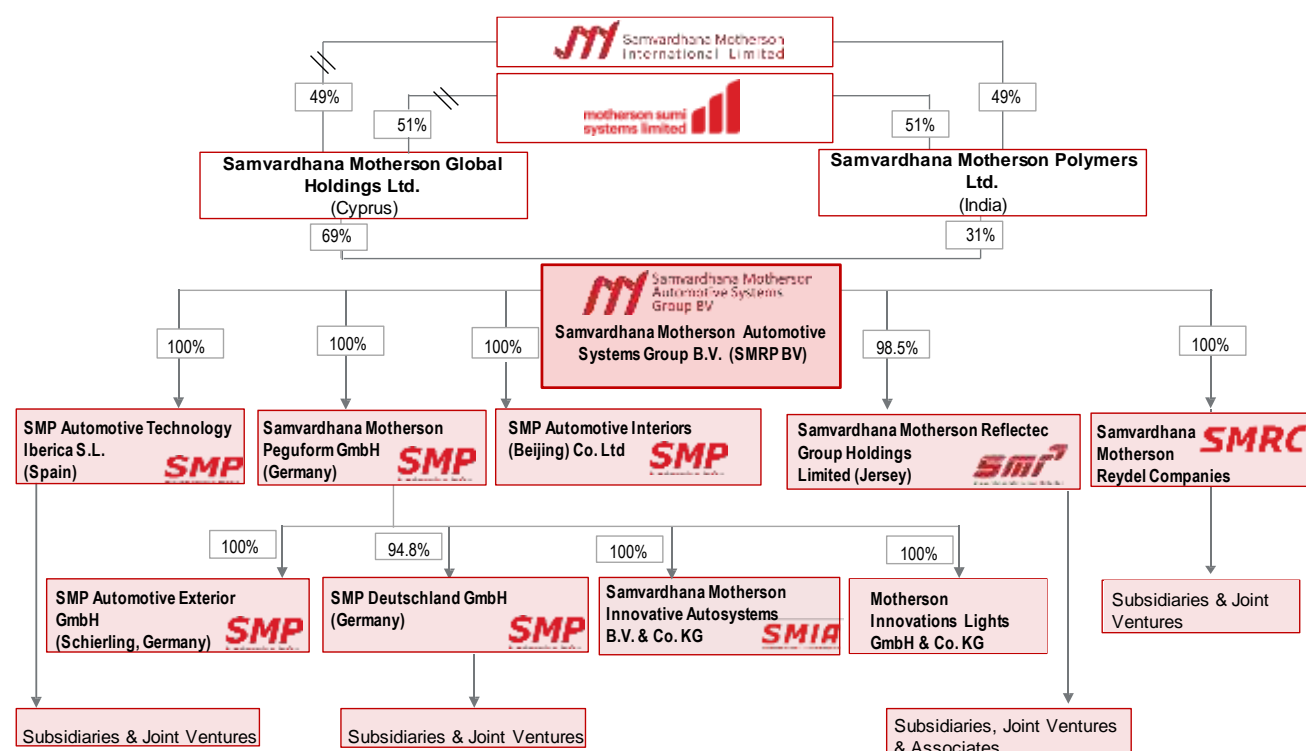 Samvardhana Motherson
International Limited
49%
49%
motherson sumi
systems limited
51%
51%
Samvardhana Motherson Global
Holdings Ltd.
(Cyprus)
Samvardhana Motherson Polymers
Ltd.
(India)
69%
31%
Samvardhana Motherson
Automotive Systems
Group BV
Samvardhana Motherson Automotive
Systems Group B.V. (SMRP BV)
100%
100%
100%
98.5%
100%
SMP Automotive Technology
Iberica S.L.
(Spain)
SMP
Samvardhana Motherson
Peguform GmbH
(Germany)
SMP
SMP Automotive Interiors
(Beijing) Co. Ltd
SMP
Samvardhana Motherson Reflectec
Group Holdings
Limited (Jersey)
smr
Samvardhana
Motherson
Reydel Companies
SMRC
100%
94.8%
100%
100%
SMP Automotive Exterior
GmbH
(Schierling, Germany)
SMP
SMP Deutschland GmbH
(Germany)
SMP
Samvardhana Motherson
Innovative Autosystems
B.V. & Co. KG
SMIA
Motherson
Innovations Lights
GmbH & Co. KG
Subsidiaries & Joint
Ventures
Subsidiaries & Joint Ventures
Subsidiaries & Joint Ventures
Subsidiaries, Joint Ventures
& Associates